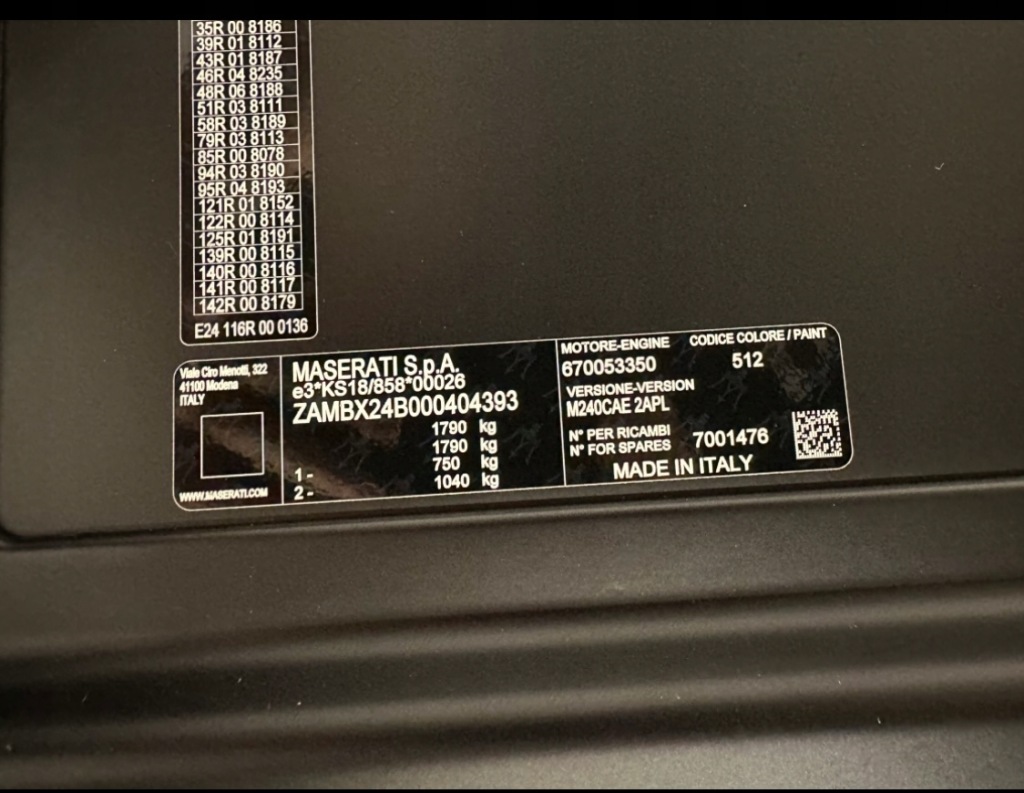 35R 00 8186
39R 01 8112
43R 01 8187
46R 04 8235
48R 06 8188
51R 03 8111
58R 03 8189
79R 03 8113
85R 00 8078
94R 03 8190
95R 04 8193
121R 01 8152
122R 00 8114
125R 01 8191
139R 00 8115
140R 00 8116
141R 00 8117
142R 00 8179
E24 116R 00 0136
Viale Ciro Menotti, 322
41100 Modena
ITALY
WWW.MASERATI.COM
MASERATI S.p.A.
e3*KS18/858*00026
ZAMBX24B000404393
1790 kg
1790 kg
1- 750 kg
2- 1040 kg
MOTORE-ENGINE
670053350
CODICE COLORE / PAINT
512
VERSIONE-VERSION
M240CAE 2APL
N° PER RICAMBI
N° FOR SPARES
7001476
MADE IN ITALY